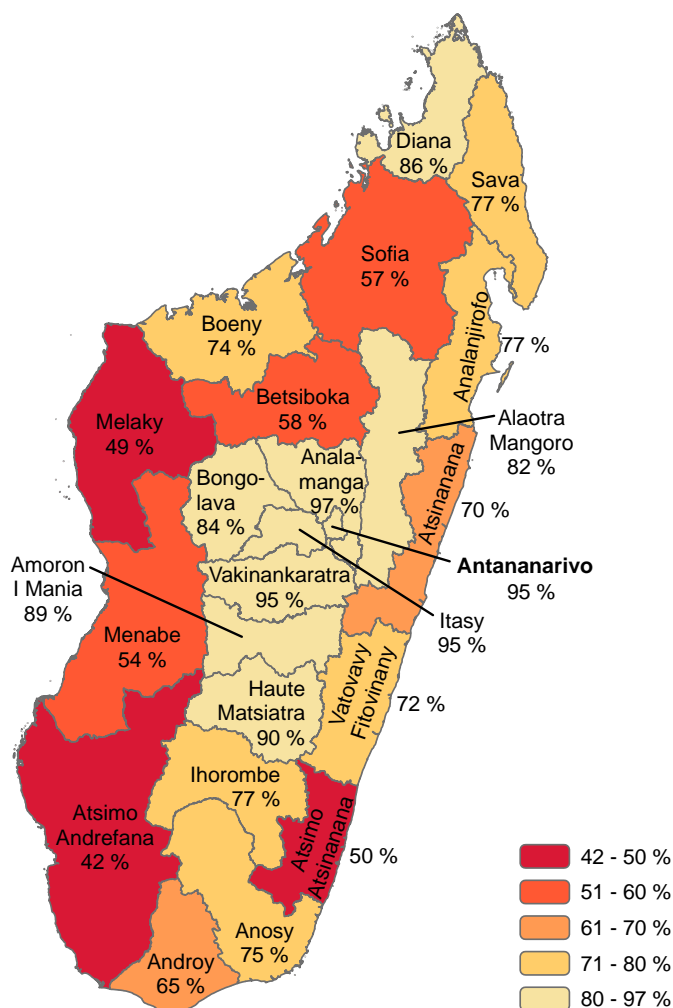 Diana
86 %
Sava
77 %
Sofia
57 %
Boeny
74 %
Analanjirofo
77 %
Betsiboka
58 %
Melaky
49 %
Alaotra
Mangoro
82 %
Anala-
manga
97 %
Bongo-
lava
84 %
Atsinanana
70 %
Antananarivo
95 %
Amoron
I Mania
89 %
Vakinankaratra
95 %
Itasy
95 %
Menabe
54 %
Haute
Matsiatra
90 %
Vatovavy
Fitovinany
72 %
Ihorombe
77 %
Atsimo
Andrefana
42 %
Atsimo
Atsinanana
50 %
Anosy
75 %
Androy
65 %
42 - 50 %
51 - 60 %
61 - 70 %
71 - 80 %
80 - 97 %